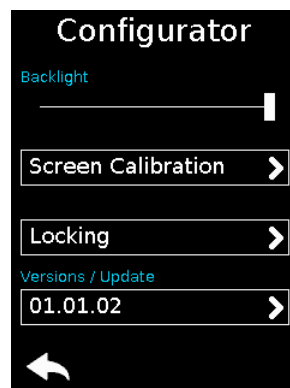 Configurator
Backlight
Screen Calibration
Locking
Versions / Update
01.01.02